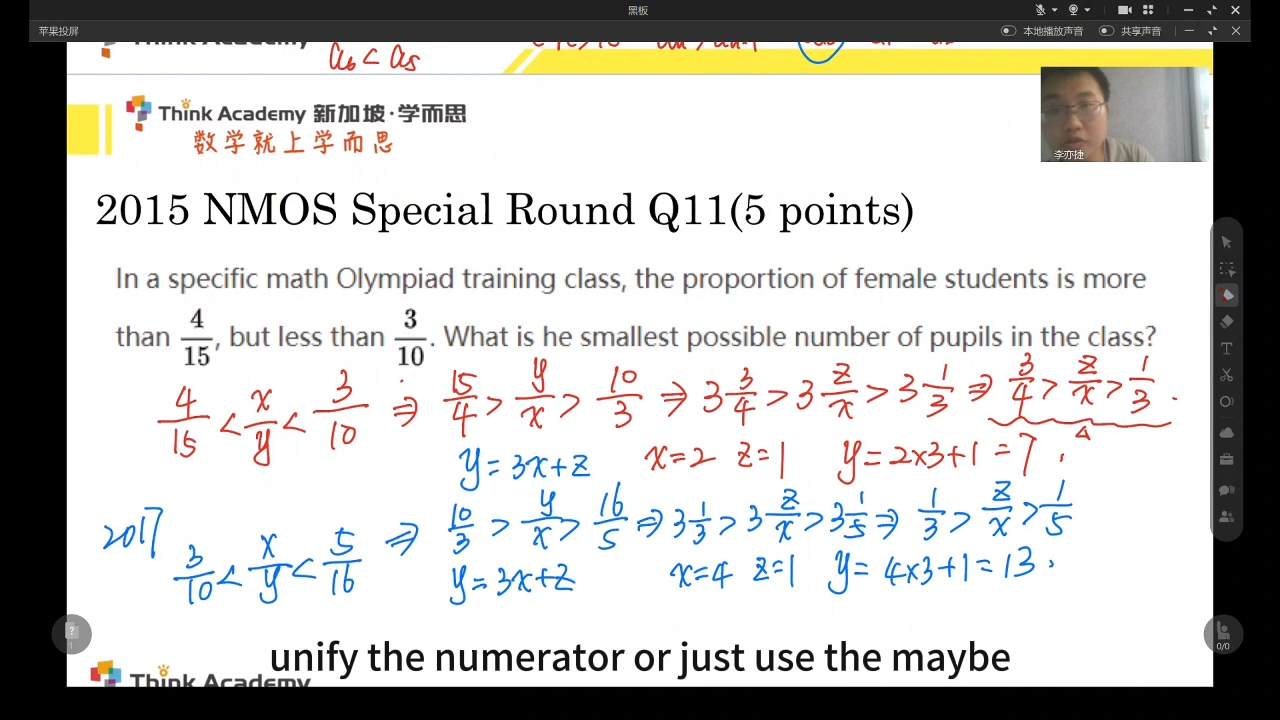 黑板
苹果投屏
本地播放声音
共享声音
Think Academy
a₆ < a₅
Think Academy 新加坡·学而思
数学就上学而思
李亦捷
2015 NMOS Special Round Q11(5 points)
In a specific math Olympiad training class, the proportion of female students is more
than 4/15, but less than 3/10. What is he smallest possible number of pupils in the class?
4/15 < x/y < 3/10 ⇒ 15/4 > y/x > 10/3 ⇒ 3 3/4 > 3 z/x > 3 1/3 ⇒ 3/4 > z/x > 1/3.
y = 3x+z x=2 z=1 y=2×3+1=7.
2017
3/10 < x/y < 5/16 ⇒ 10/3 > y/x > 16/5 ⇒ 3 1/3 > 3 z/x > 3 1/5 ⇒ 1/3 > z/x > 1/5
y = 3x+z x=4 z=1 y= 4×3+1=13.
unify the numerator or just use the maybe
Think Academy
0/0